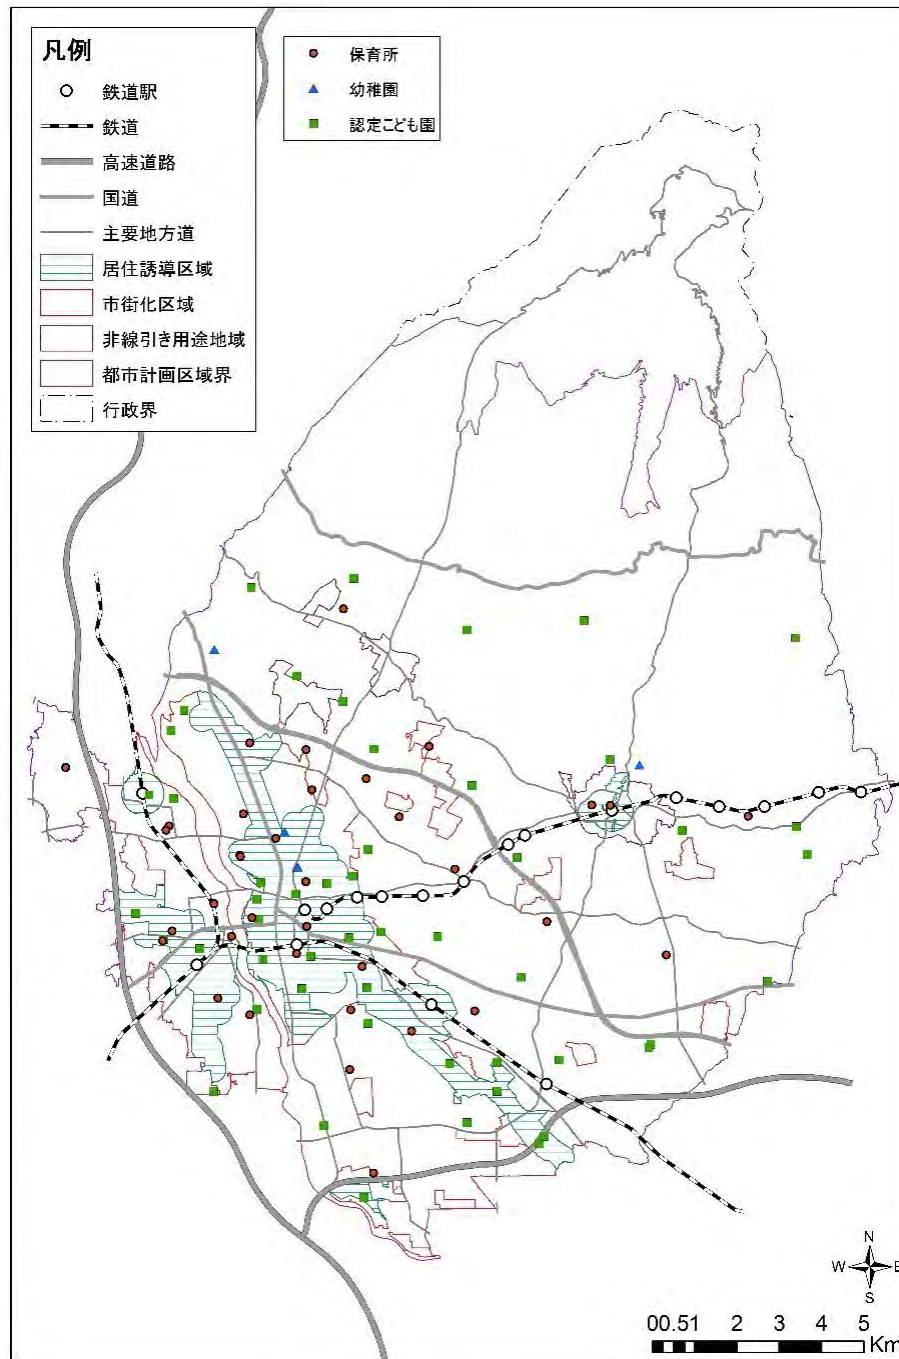 凡例
鉄道駅
鉄道
高速道路
国道
主要地方道
居住誘導区域
市街化区域
非線引き用途地域
都市計画区域界
行政界
保育所
幼稚園
認定こども園
N
W E
S
00.51 2 3 4 5
Km